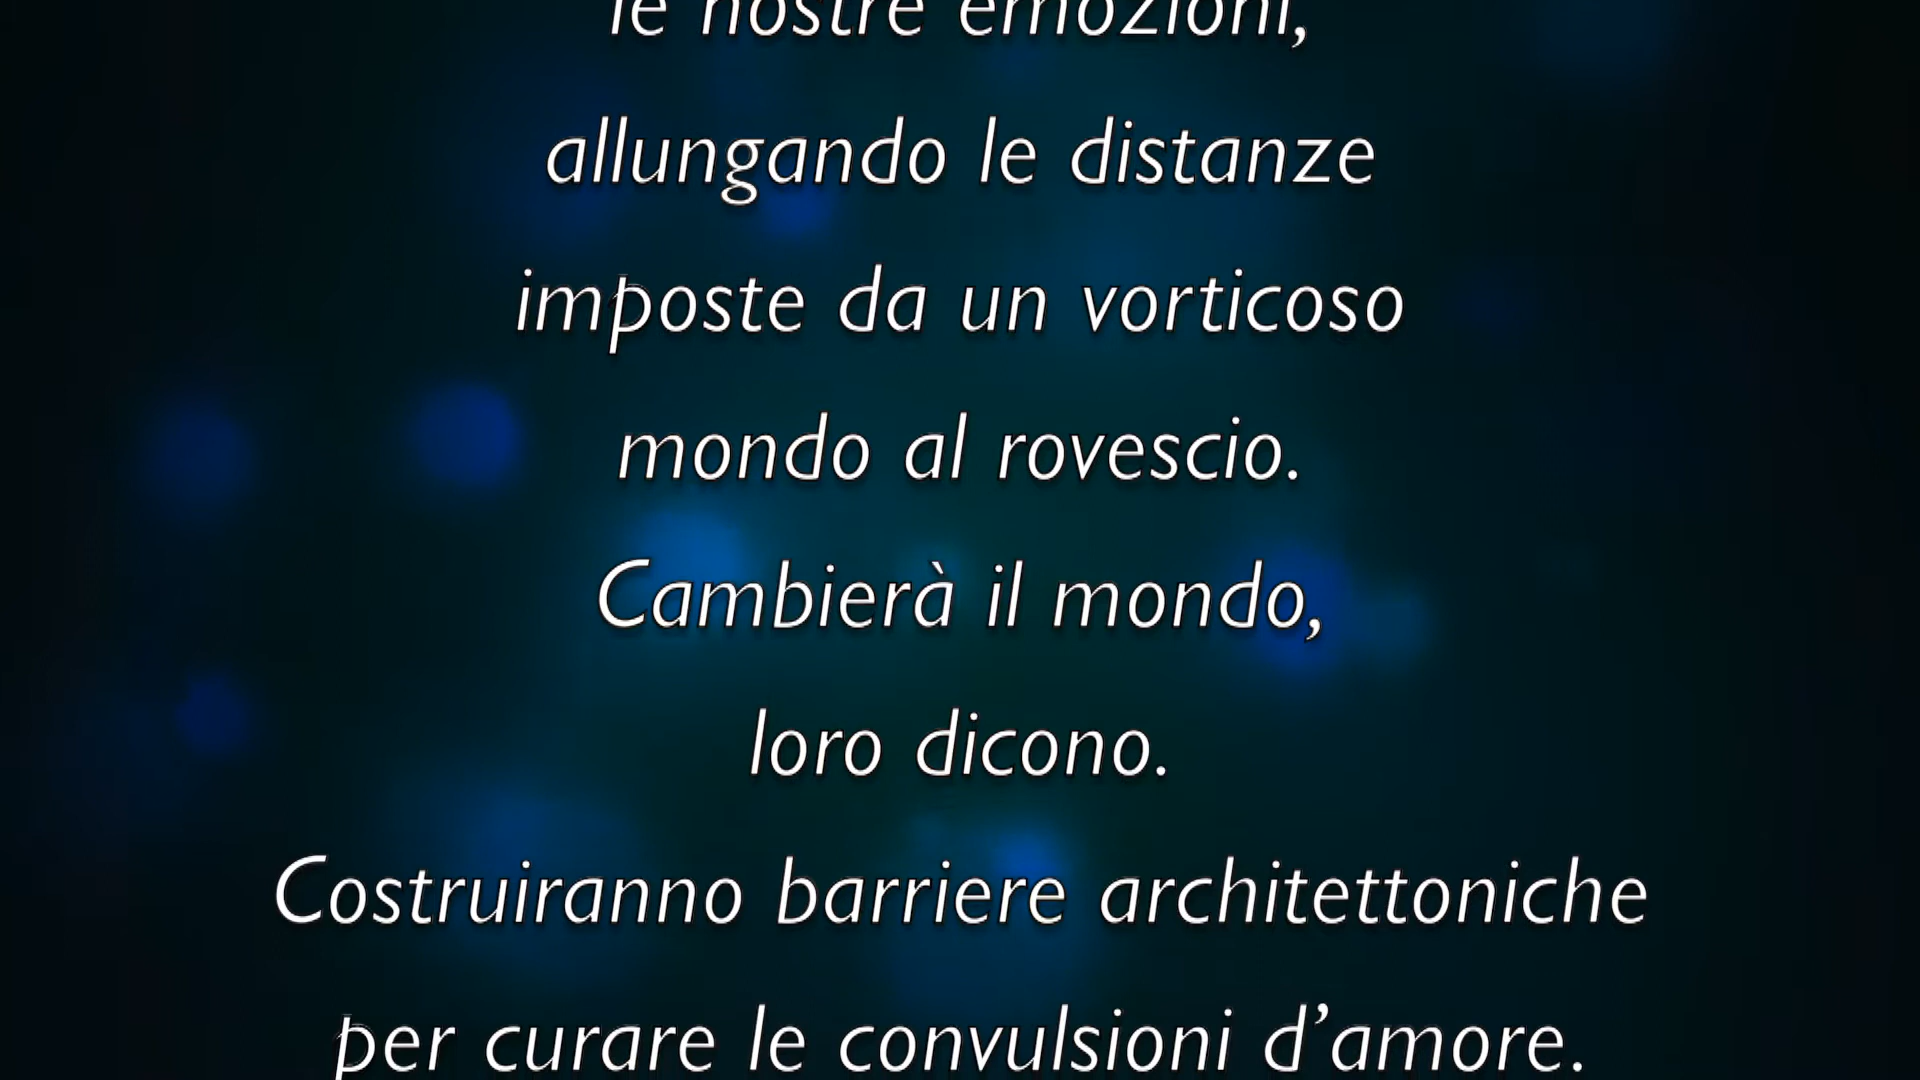 le nostre emozioni,
allungando le distanze
imposte da un vorticoso
mondo al rovescio.
Cambierà il mondo,
loro dicono.
Costruiranno barriere architettoniche
per curare le convulsioni d’amore.